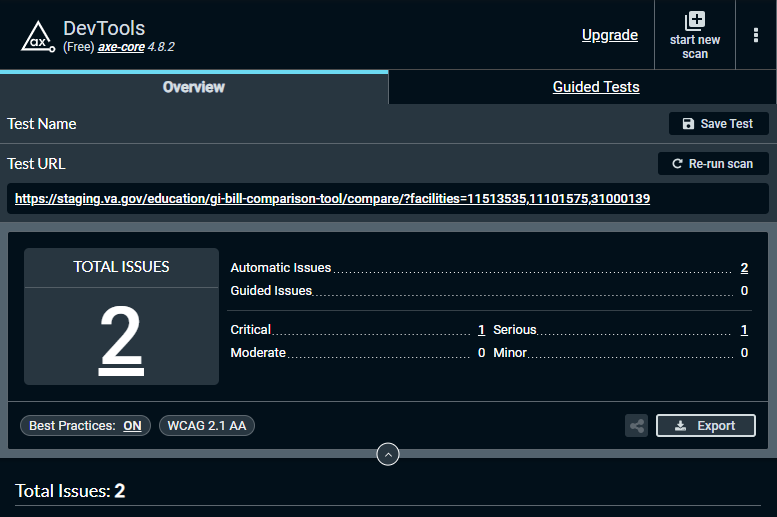 ax
DevTools
(Free) axe-core 4.8.2
Upgrade
start new
scan
Overview
Guided Tests
Test Name
Save Test
Test URL
Re-run scan
https://staging.va.gov/education/gi-bill-comparison-tool/compare/?facilities=11513535,11101575,31000139
TOTAL ISSUES
2
Automatic Issues 2
Guided Issues 0
Critical 1 Serious 1
Moderate 0 Minor 0
Best Practices: ON WCAG 2.1 AA
Export
Total Issues: 2